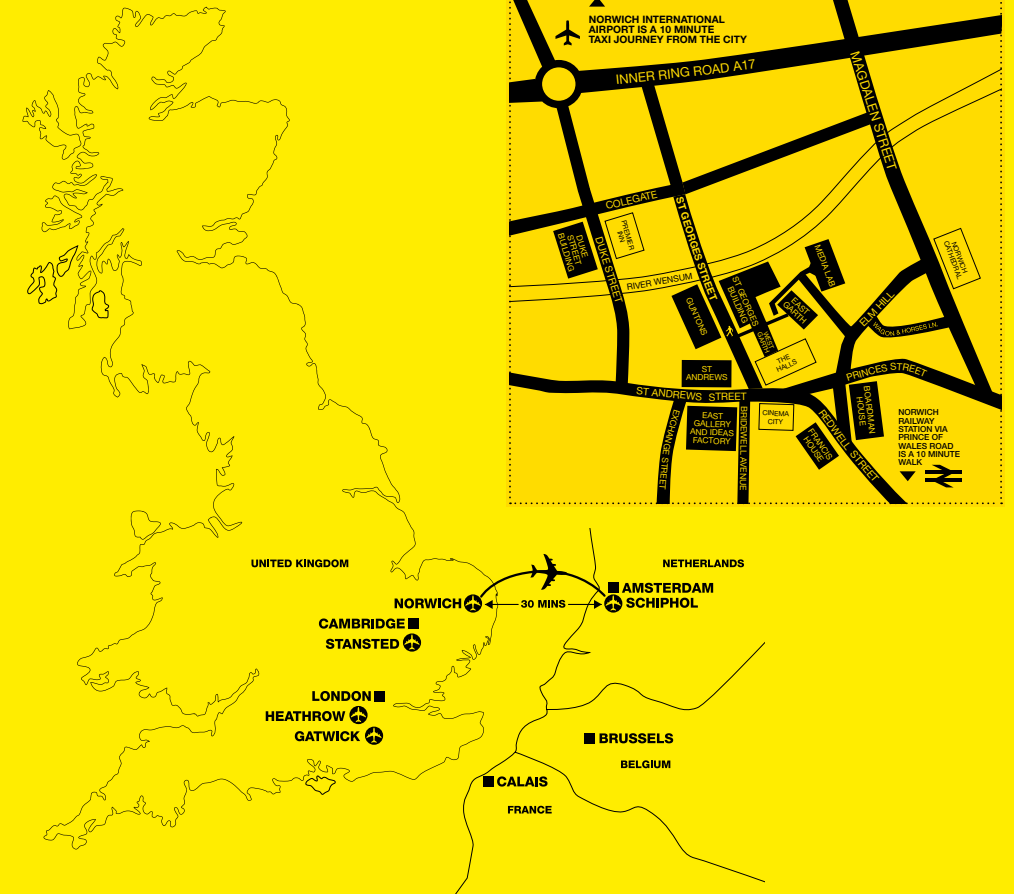 NORWICH INTERNATIONAL
AIRPORT IS A 10 MINUTE
TAXI JOURNEY FROM THE CITY
INNER RING ROAD A17
MAGDALEN STREET
COLEGATE
ST GEORGES STREET
PREMIER
INN
DUKE
STREET
BUILDING
DUKE STREET
RIVER WENSUM
NORWICH
CATHEDRAL
MEDIA LAB
ST GEORGES
BUILDING
EAST
GARTH
GUNTONS
WEST
GARTH
ELM HILL
WAGON & HORSES LN.
THE
HALLS
ST
ANDREWS
PRINCES STREET
ST ANDREWS STREET
EXCHANGE STREET
EAST
GALLERY
AND IDEAS
FACTORY
BRIDEWELL AVENUE
CINEMA
CITY
FRANCIS
HOUSE
REDWELL STREET
BOARDMAN
HOUSE
NORWICH
RAILWAY
STATION VIA
PRINCE OF
WALES ROAD
IS A 10 MINUTE
WALK
UNITED KINGDOM
NETHERLANDS
AMSTERDAM
NORWICH
30 MINS
SCHIPHOL
CAMBRIDGE
STANSTED
LONDON
HEATHROW
GATWICK
BRUSSELS
BELGIUM
CALAIS
FRANCE